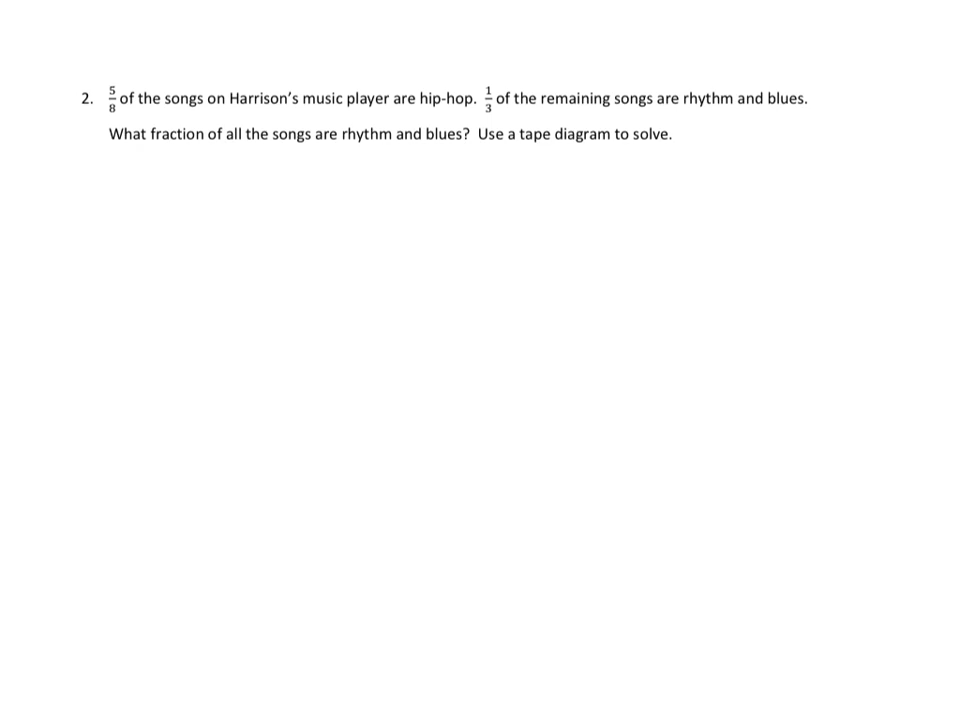 2. 5/8 of the songs on Harrison’s music player are hip-hop. 1/3 of the remaining songs are rhythm and blues.
What fraction of all the songs are rhythm and blues? Use a tape diagram to solve.